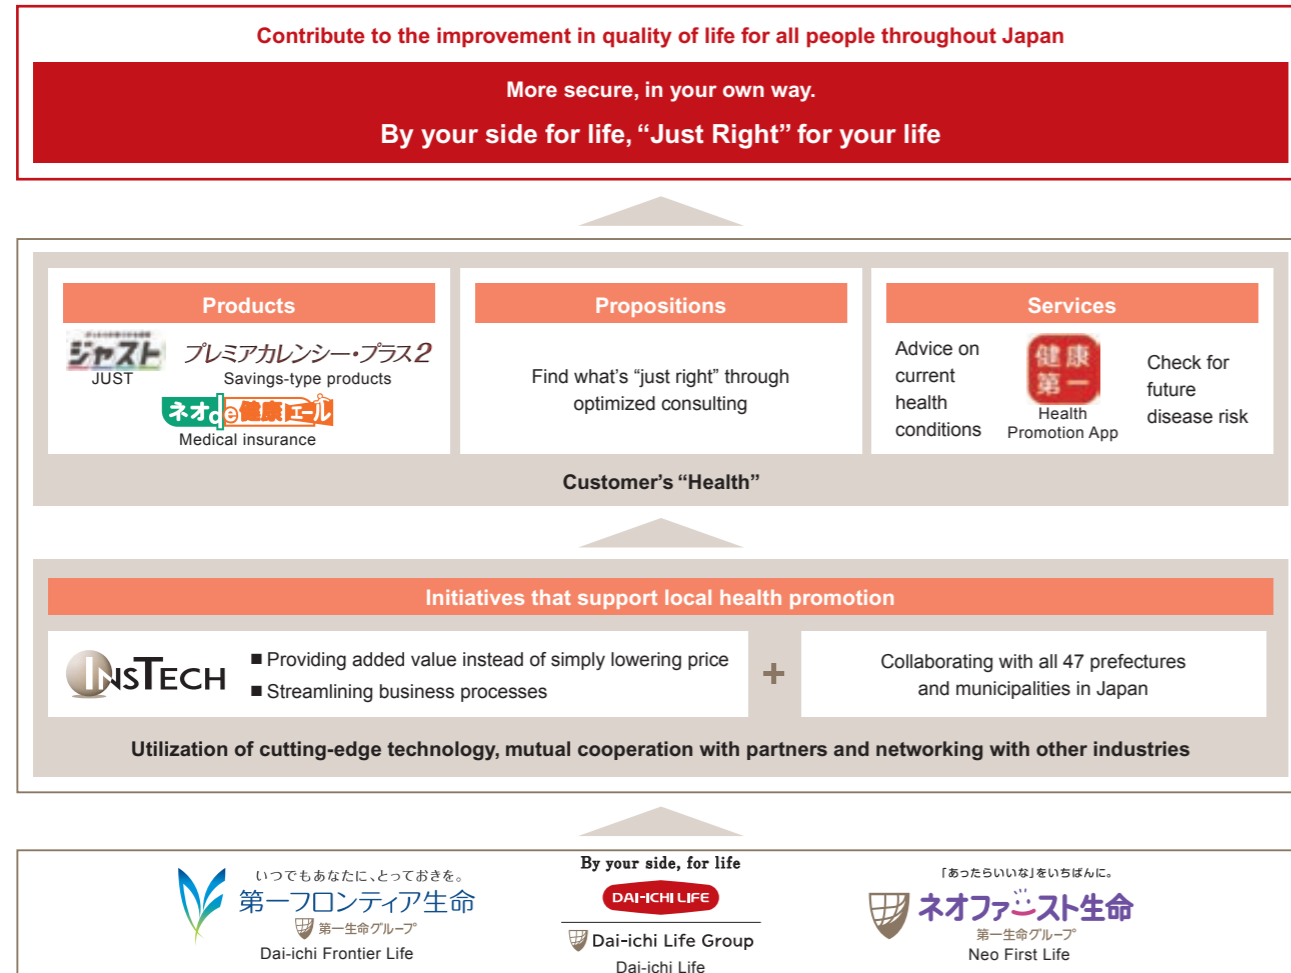 Contribute to the improvement in quality of life for all people throughout Japan
More secure, in your own way.
By your side for life, “Just Right” for your life
Products
ジャスト
JUST
プレミアカレンシー・プラス2
Savings-type products
ネオde健康エール
Medical insurance
Propositions
Find what’s “just right” through
optimized consulting
Services
Advice on
current
health
conditions
健康
第一
Health
Promotion App
Check for
future
disease risk
Customer’s “Health”
Initiatives that support local health promotion
INSTECH
■ Providing added value instead of simply lowering price
■ Streamlining business processes
+
Collaborating with all 47 prefectures
and municipalities in Japan
Utilization of cutting-edge technology, mutual cooperation with partners and networking with other industries
いつでもあなたに、とっておきを。
第一フロンティア生命
第一生命グループ
Dai-ichi Frontier Life
By your side, for life
DAI-ICHI LIFE
Dai-ichi Life Group
Dai-ichi Life
「あったらいいな」をいちばんに。
ネオファースト生命
第一生命グループ
Neo First Life